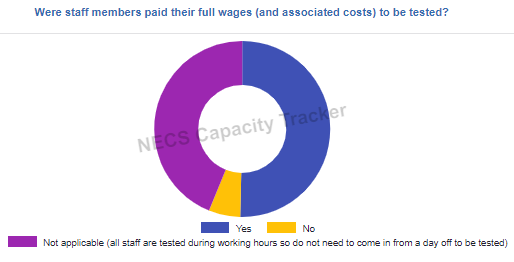 Were staff members paid their full wages (and associated costs) to be tested?
NECS Capacity Tracker
Yes No
Not applicable (all staff are tested during working hours so do not need to come in from a day off to be tested)